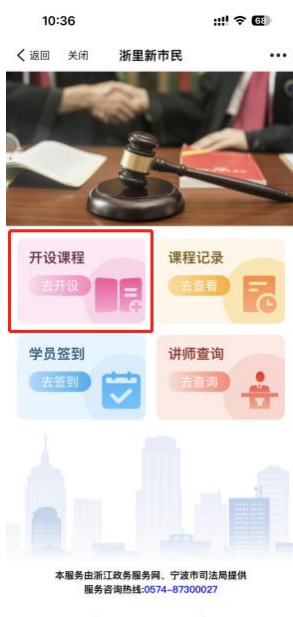 10:36
68
返回 关闭 浙里新市民
开设课程 课程记录
去开设 去查看
学员签到 讲师查询
去签到 去查询
本服务由浙江政务服务网、宁波市司法局提供
服务咨询热线:0574-87300027